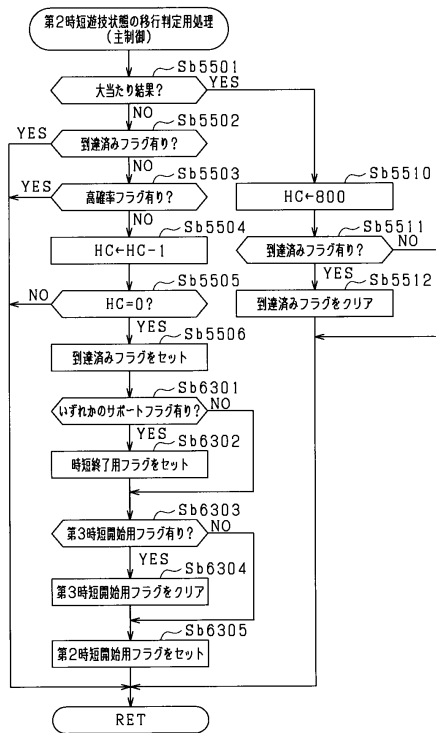 第2時短遊技状態の移行判定用処理
(主制御)
Sb5501
大当たり結果?
YES
NO
Sb5502
YES
到達済みフラグ有り?
NO
Sb5503
YES
高確率フラグ有り?
NO
Sb5504
HC←HC-1
Sb5505
NO
HC=0?
YES
Sb5506
到達済みフラグをセット
Sb6301
いずれかのサポートフラグ有り?
NO
YES
Sb6302
時短終了用フラグをセット
Sb6303
第3時短開始用フラグ有り?
NO
YES
Sb6304
第3時短開始用フラグをクリア
Sb6305
第2時短開始用フラグをセット
RET
Sb5510
HC←800
Sb5511
到達済みフラグ有り?
NO
YES
Sb5512
到達済みフラグをクリア